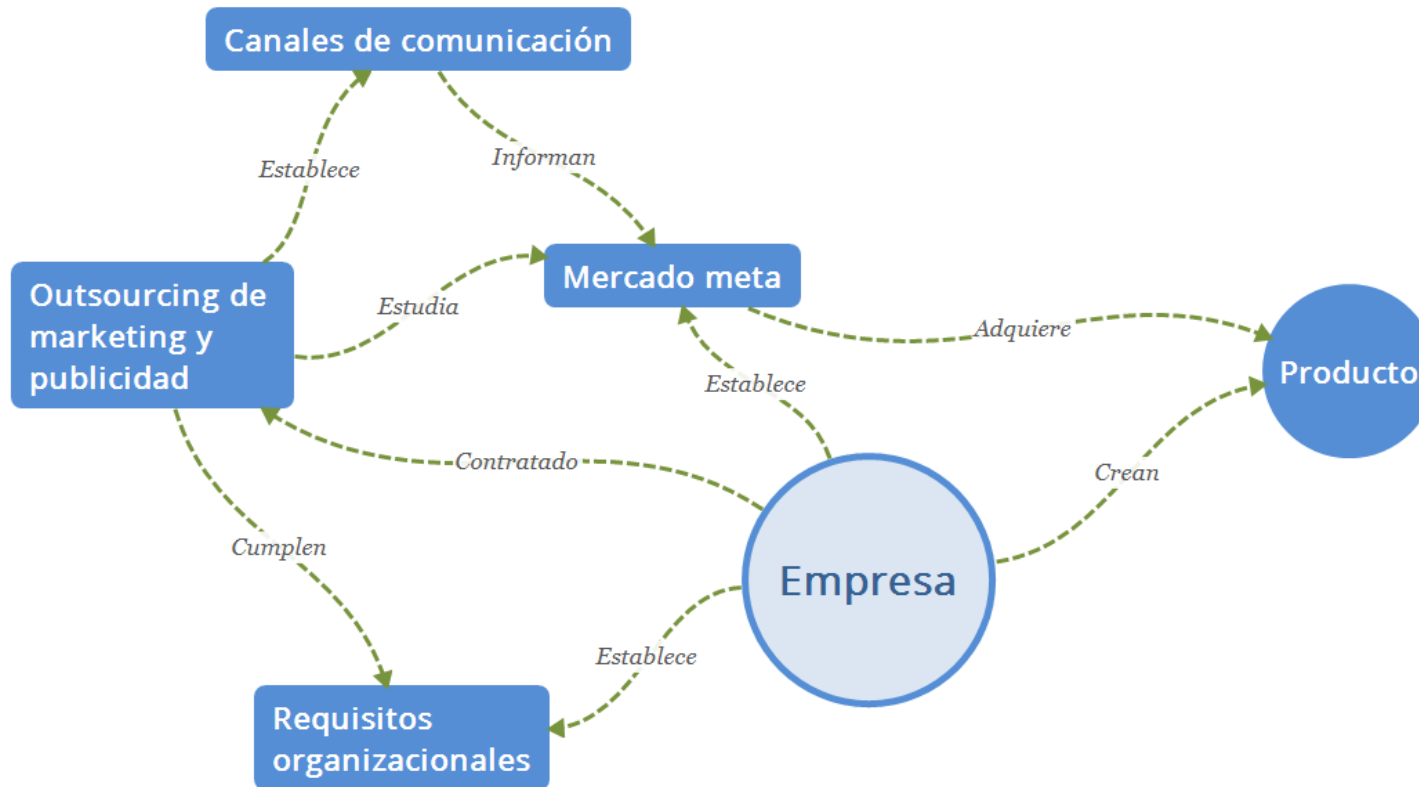 Canales de comunicación
Establece
Informan
Outsourcing de
marketing y
publicidad
Estudia
Mercado meta
Adquiere
Producto
Establece
Contratado
Crean
Cumplen
Empresa
Establece
Requisitos
organizacionales